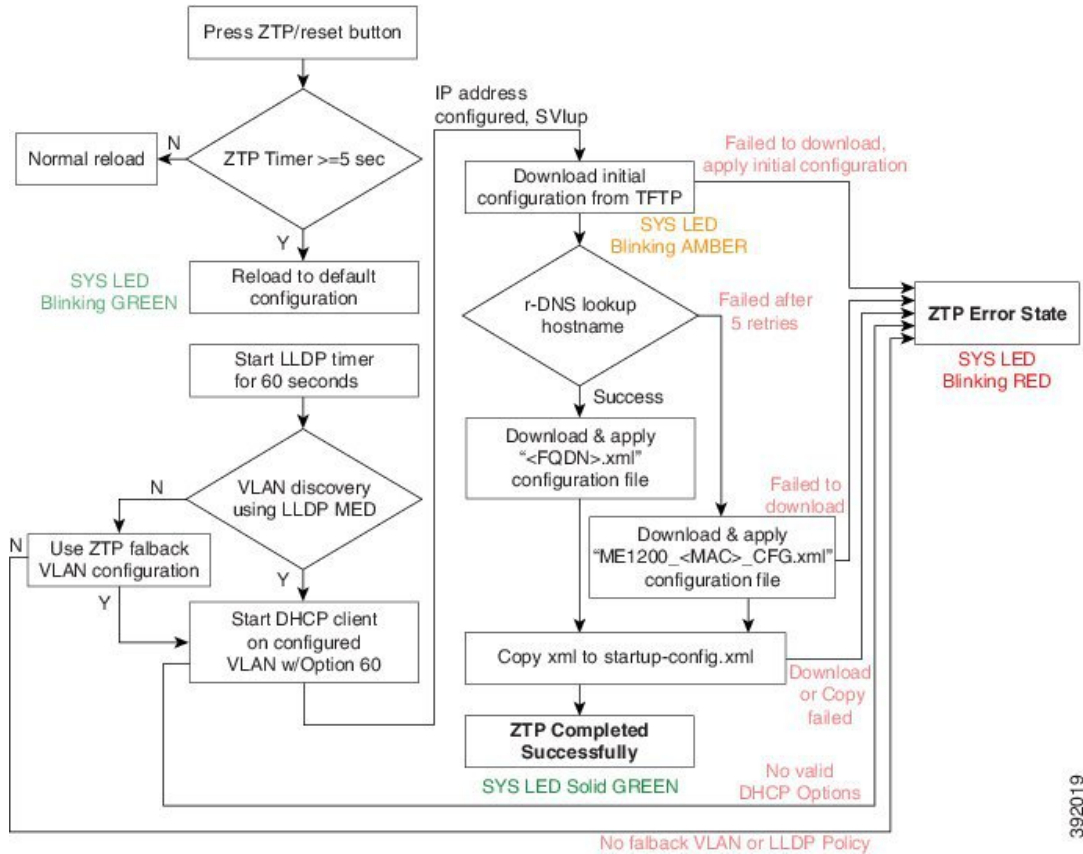 Press ZTP/reset button
N
Normal reload
ZTP Timer >=5 sec
Y
SYS LED
Blinking GREEN
Reload to default
configuration
Start LLDP timer
for 60 seconds
N
VLAN discovery
using LLDP MED
N
Use ZTP falback
VLAN configuration
Y
Y
Start DHCP client
on configured
VLAN w/Option 60
IP address
configured, SVIup
Download initial
configuration from TFTP
Failed to download,
apply initial configuration
SYS LED
Blinking AMBER
r-DNS lookup
hostname
Failed after
5 retries
ZTP Error State
SYS LED
Blinking RED
Success
Download & apply
“<FQDN>.xml”
configuration file
Failed to
download
Download & apply
“ME1200_<MAC>_CFG.xml”
configuration file
Copy xml to startup-config.xml
Download
or Copy
failed
ZTP Completed
Successfully
SYS LED Solid GREEN
No valid
DHCP Options
No falback VLAN or LLDP Policy
392019